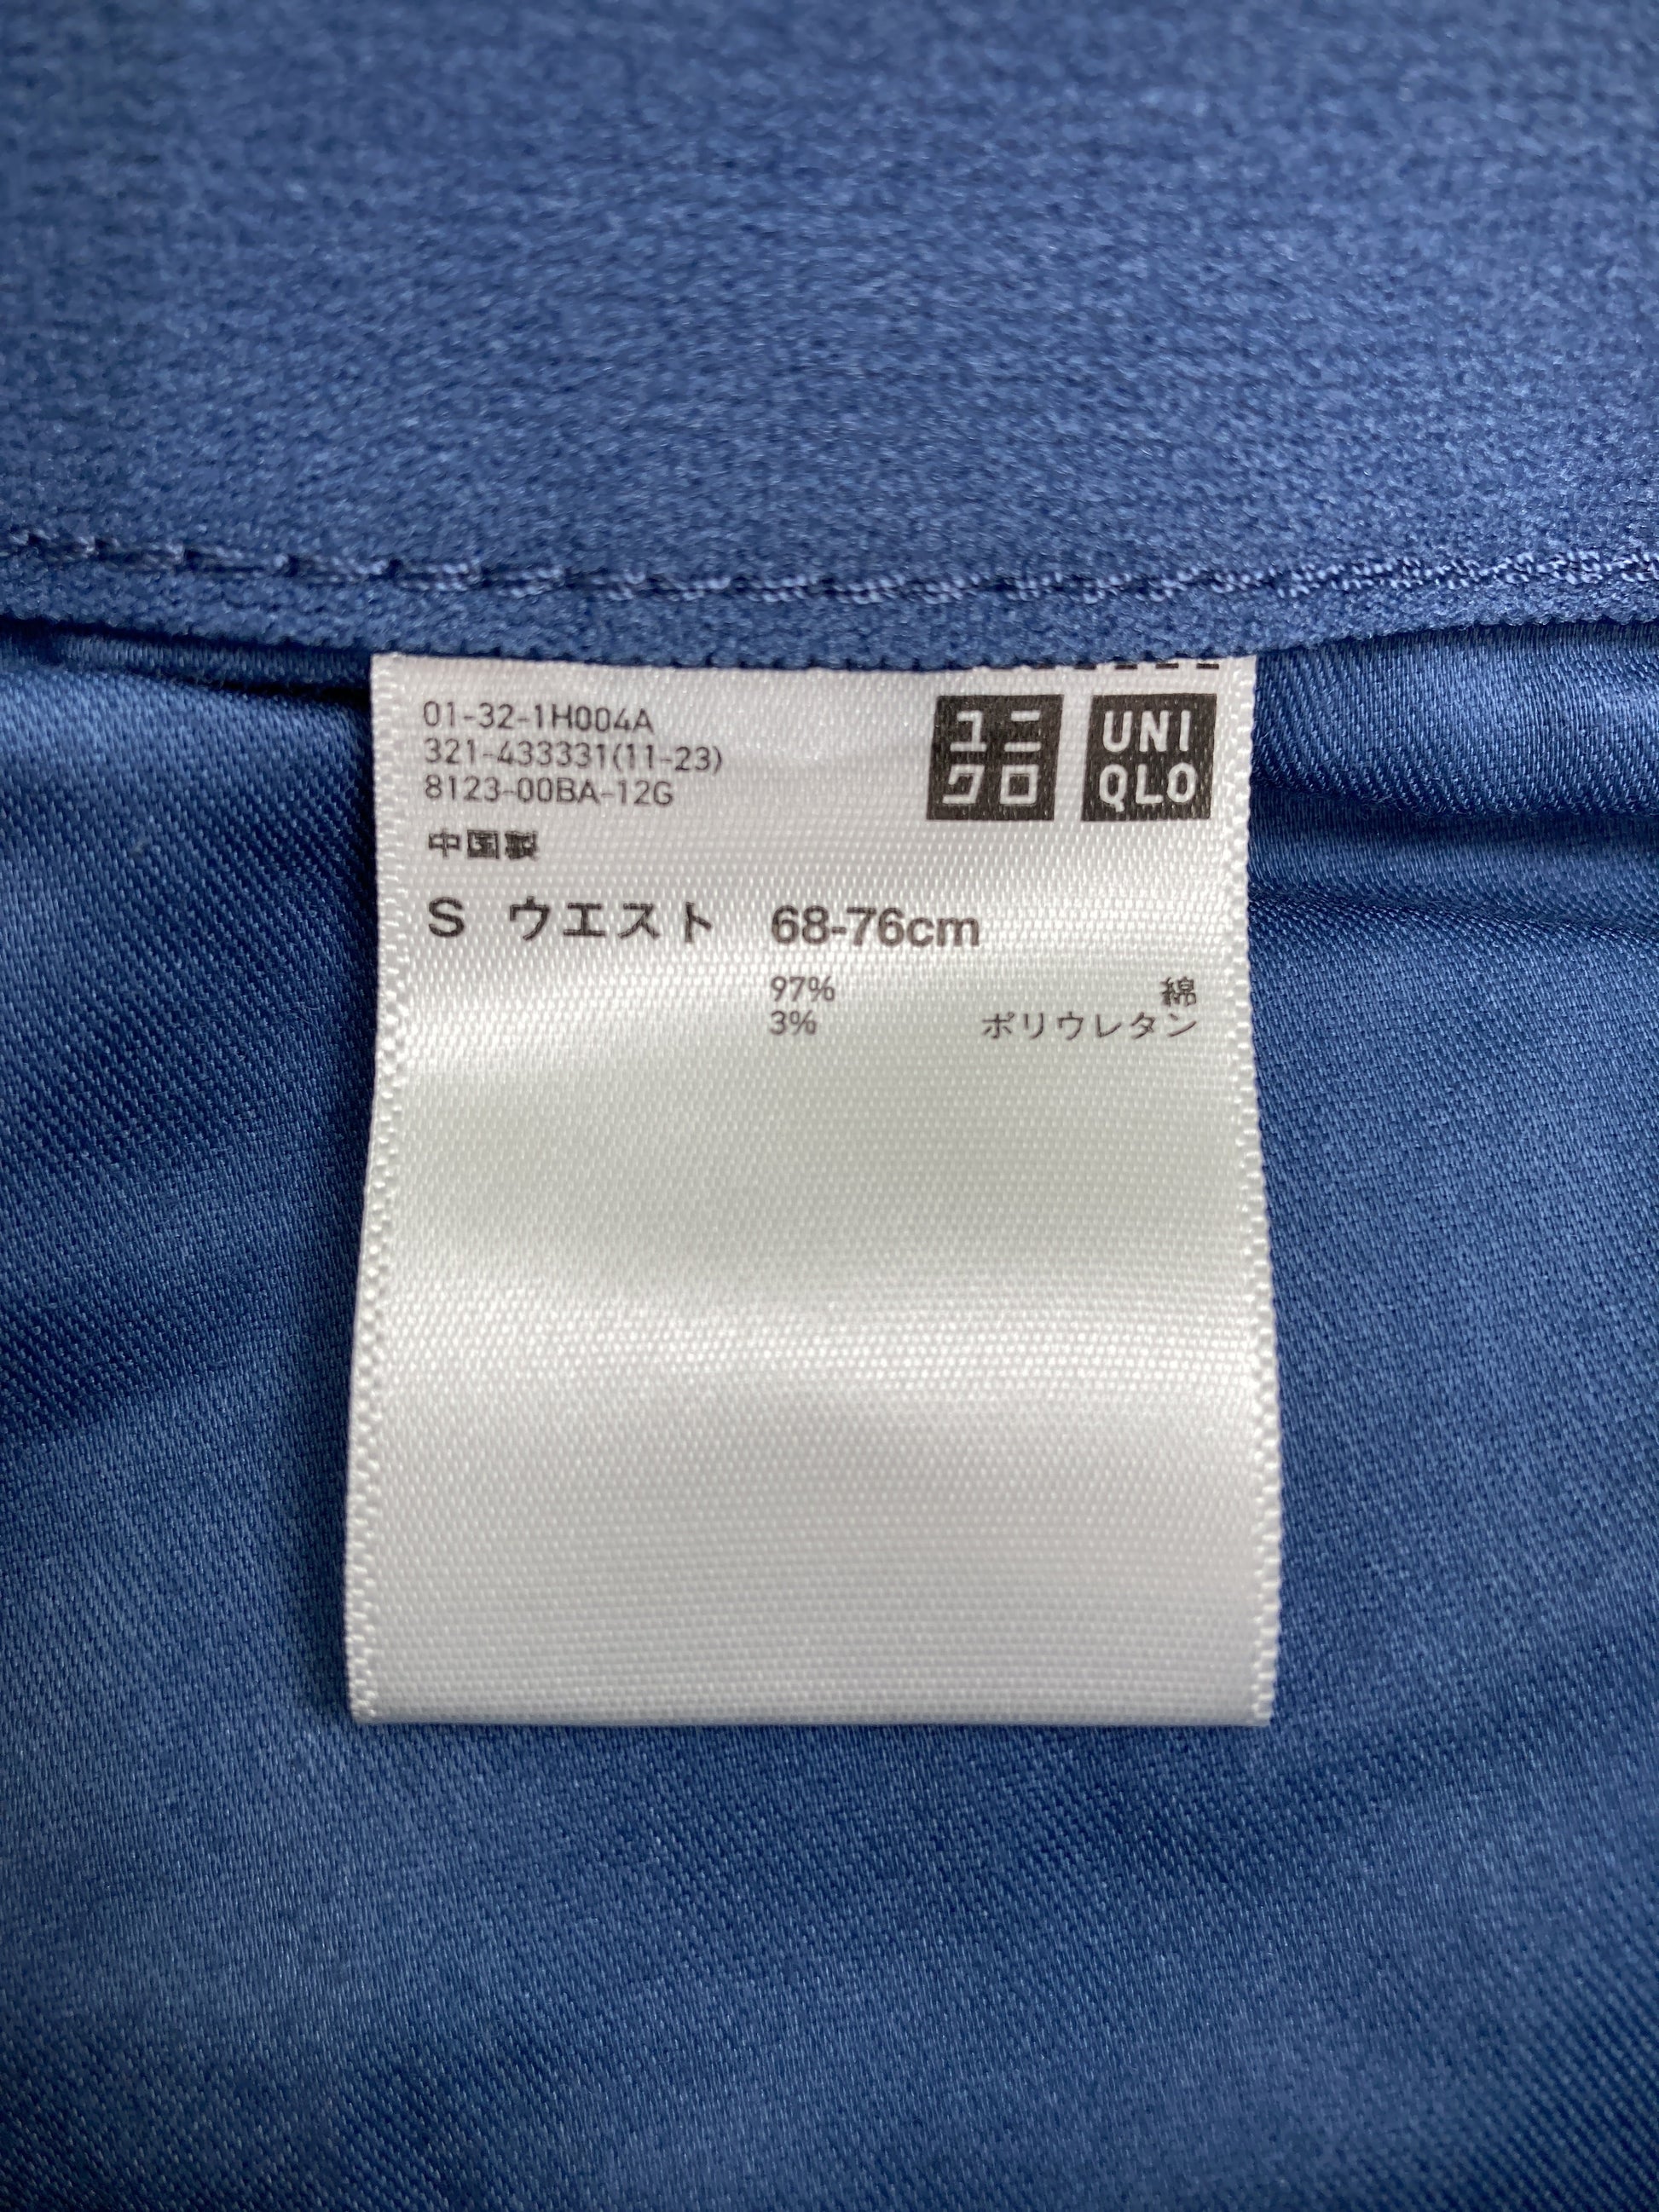 01-32-1H004A
321-433331(11-23)
8123-00BA-12G
ユニ
クロ
UNI
QLO
中国製
S ウエスト 68-76cm
97% 綿
3% ポリウレタン